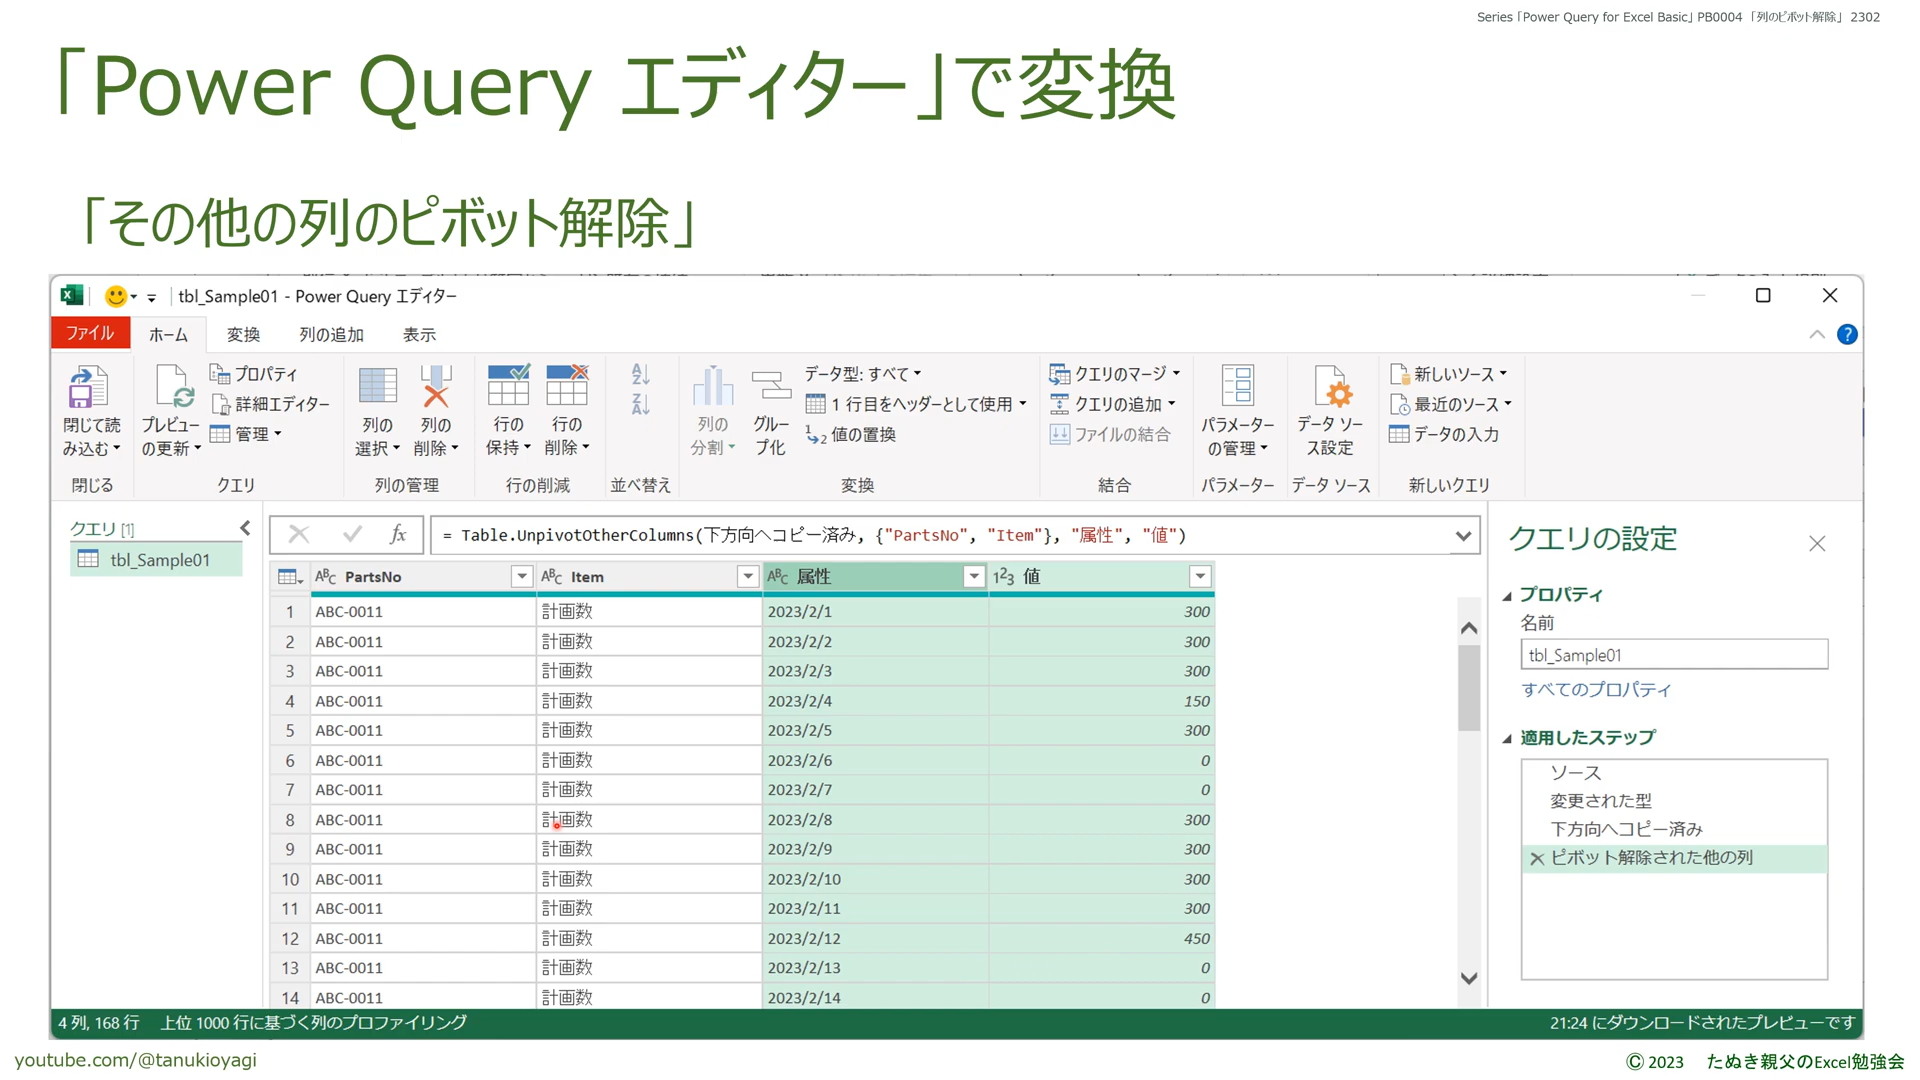 Series「Power Query for Excel Basic」PB0004 「列のピボット解除」 2302
「Power Query エディター」で変換
「その他の列のピボット解除」
tbl_Sample01 - Power Query エディター
ファイル ホーム 変換 列の追加 表示
閉じて読み込む
プレビューの更新
プロパティ
詳細エディター
管理
列の選択
列の削除
行の保持
行の削除
列の分割
グループ化
データ型: すべて
1 行目をヘッダーとして使用
値の置換
クエリのマージ
クエリの追加
ファイルの結合
パラメーターの管理
データ ソース設定
新しいソース
最近のソース
データの入力
閉じる クエリ 列の管理 行の削減 並べ替え 変換 結合 パラメーター データ ソース 新しいクエリ
クエリ [1]
tbl_Sample01
fx = Table.UnpivotOtherColumns(下方向へコピー済み, {"PartsNo", "Item"}, "属性", "値")
ABC PartsNo ABC Item ABC 属性 123 値
1 ABC-0011 計画数 2023/2/1 300
2 ABC-0011 計画数 2023/2/2 300
3 ABC-0011 計画数 2023/2/3 300
4 ABC-0011 計画数 2023/2/4 150
5 ABC-0011 計画数 2023/2/5 300
6 ABC-0011 計画数 2023/2/6 0
7 ABC-0011 計画数 2023/2/7 0
8 ABC-0011 計画数 2023/2/8 300
9 ABC-0011 計画数 2023/2/9 300
10 ABC-0011 計画数 2023/2/10 300
11 ABC-0011 計画数 2023/2/11 300
12 ABC-0011 計画数 2023/2/12 450
13 ABC-0011 計画数 2023/2/13 0
14 ABC-0011 計画数 2023/2/14 0
クエリの設定
プロパティ
名前
tbl_Sample01
すべてのプロパティ
適用したステップ
ソース
変更された型
下方向へコピー済み
ピボット解除された他の列
4 列, 168 行 上位 1000 行に基づく列のプロファイリング
21:24 にダウンロードされたプレビューです
youtube.com/@tanukioyagi
© 2023 たぬき親父のExcel勉強会